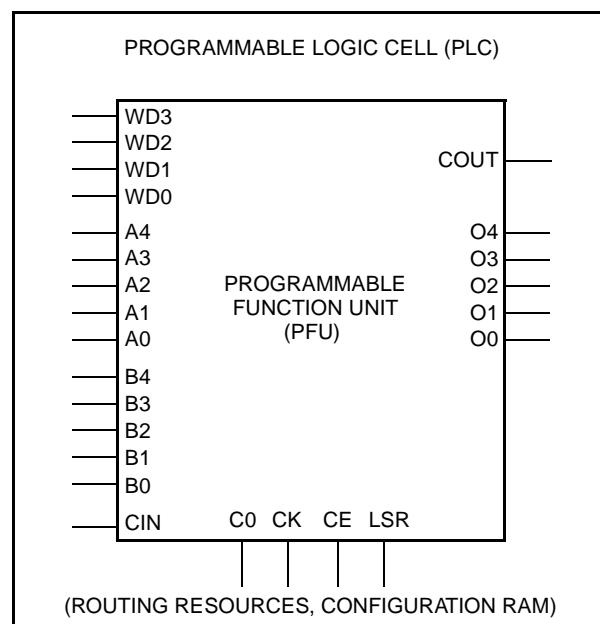 PROGRAMMABLE LOGIC CELL (PLC)
WD3
WD2
WD1
WD0
A4
A3
A2
A1
A0
B4
B3
B2
B1
B0
CIN
PROGRAMMABLE
FUNCTION UNIT
(PFU)
COUT
O4
O3
O2
O1
O0
C0 CK CE LSR
(ROUTING RESOURCES, CONFIGURATION RAM)